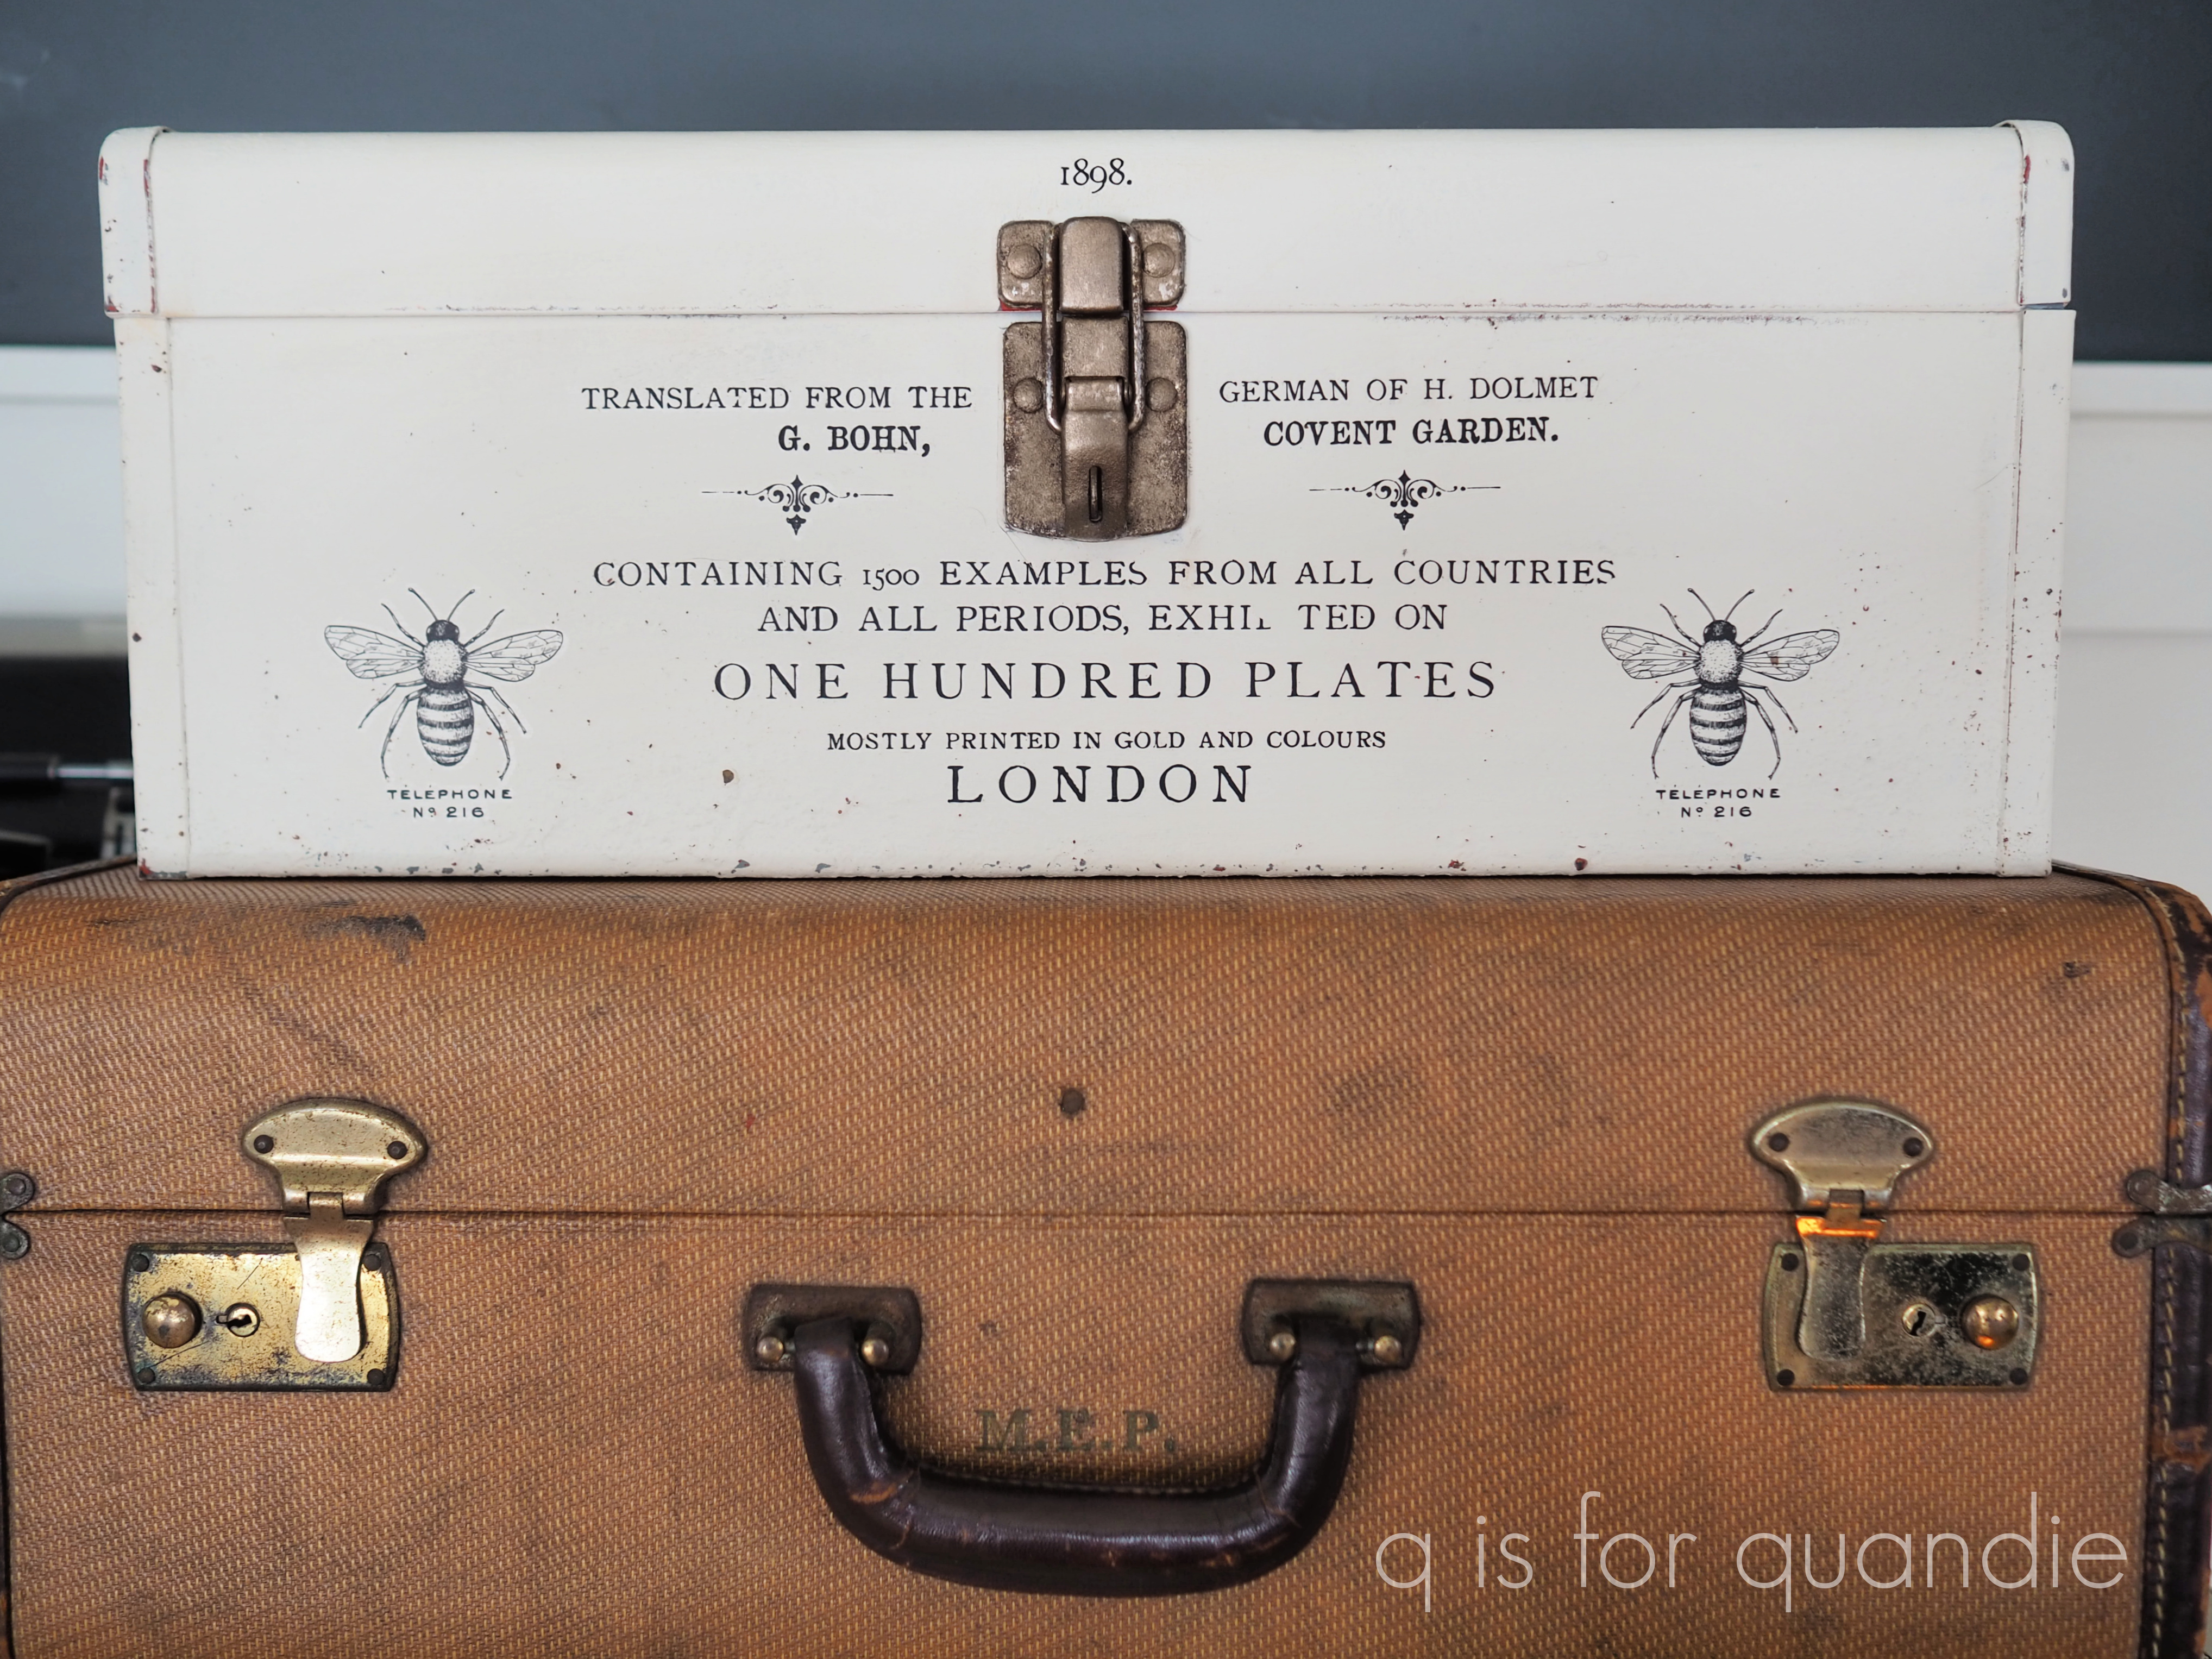 1898.
TRANSLATED FROM THE GERMAN OF H. DOLMET
G. BOHN, COVENT GARDEN.
CONTAINING 1500 EXAMPLES FROM ALL COUNTRIES
AND ALL PERIODS, TED ON
ONE HUNDRED PLATES
MOSTLY PRINTED IN GOLD AND COLOURS
LONDON
TÉLÉPHONE
Nº 216
TÉLÉPHONE
Nº 216
M.E.P.
q is for quandie